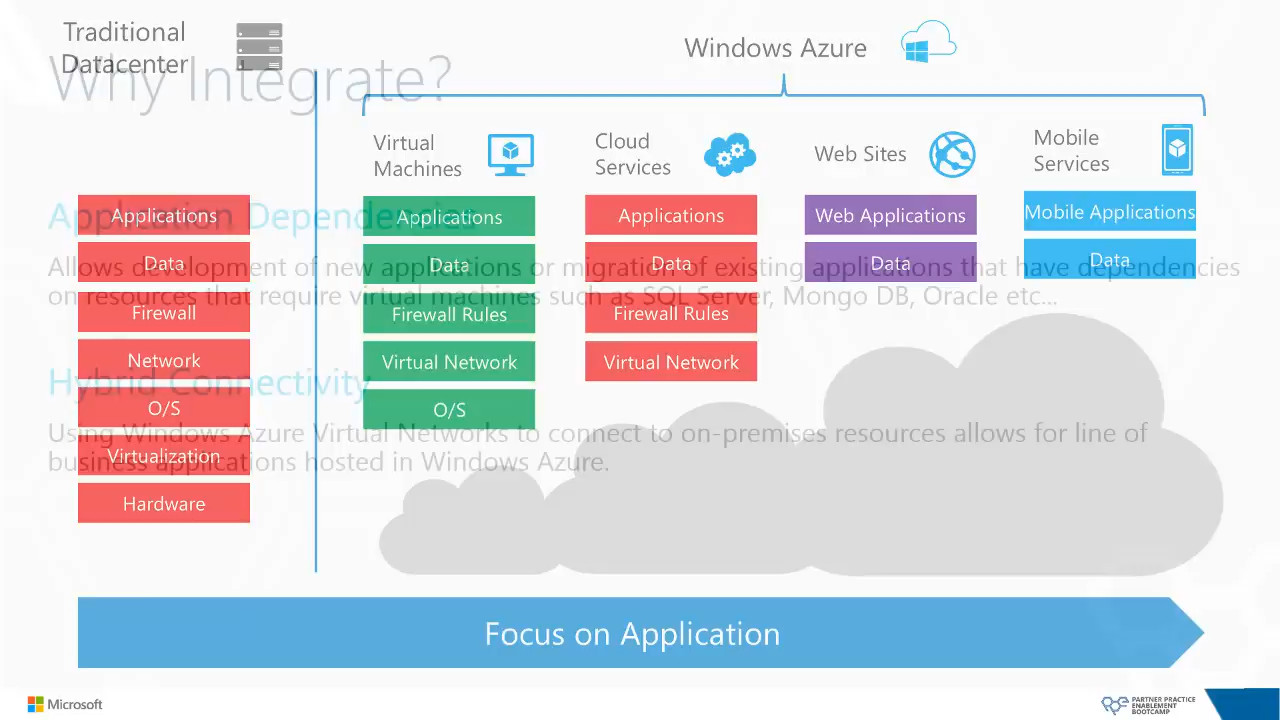 Traditional
Datacenter
Windows Azure
Why Integrate?
Virtual
Machines
Cloud
Services
Web Sites
Mobile
Services
Applications
Data
Firewall
Network
O/S
Virtualization
Hardware
Applications
Data
Firewall Rules
Virtual Network
O/S
Applications
Data
Firewall Rules
Virtual Network
Web Applications
Data
Mobile Applications
Data
Application Dependencies
Allows development of new applications or migration of existing applications that have dependencies
on resources that require virtual machines such as SQL Server, Mongo DB, Oracle etc...
Hybrid Connectivity
Using Windows Azure Virtual Networks to connect to on-premises resources allows for line of
business applications hosted in Windows Azure.
Focus on Application
Microsoft
PARTNER PRACTICE
ENABLEMENT
BOOTCAMP